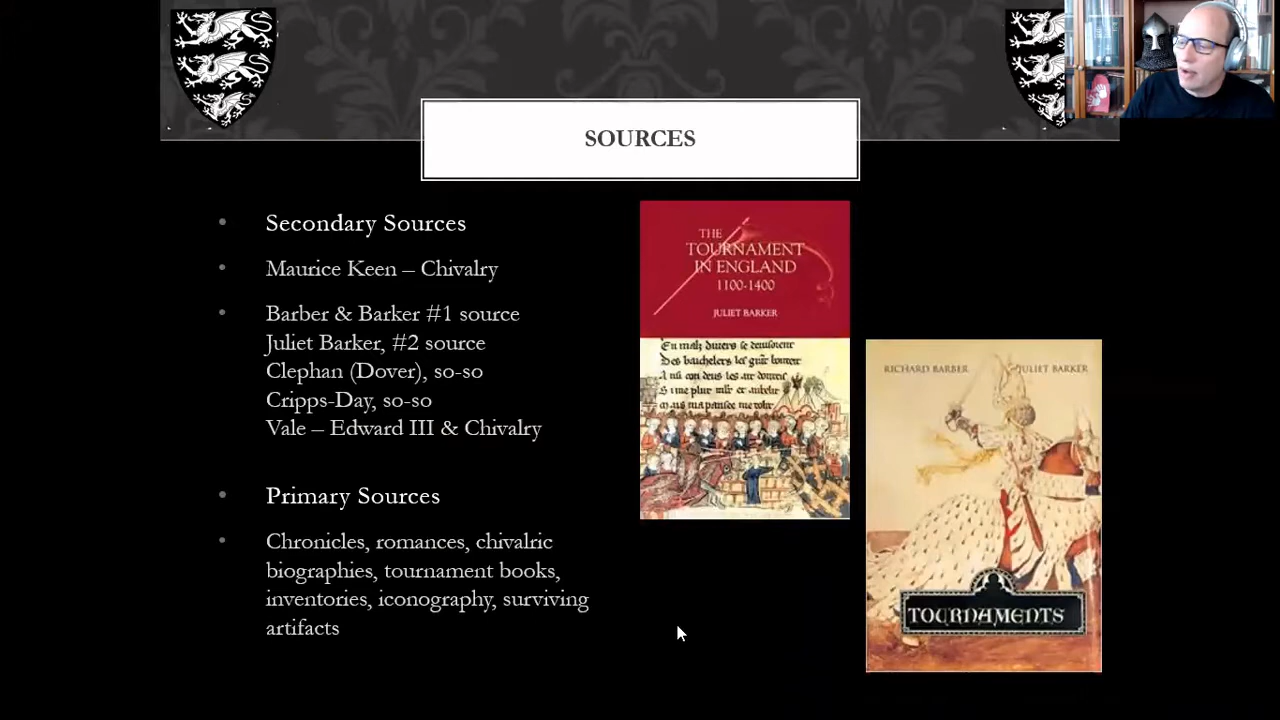 SOURCES
Secondary Sources
Maurice Keen – Chivalry
Barber & Barker #1 source
Juliet Barker, #2 source
Clephan (Dover), so-so
Cripps-Day, so-so
Vale – Edward III & Chivalry
Primary Sources
Chronicles, romances, chivalric
biographies, tournament books,
inventories, iconography, surviving
artifacts
THE
TOURNAMENT
IN ENGLAND
1100-1400
JULIET BARKER
RICHARD BARBER JULIET BARKER
TOURNAMENTS